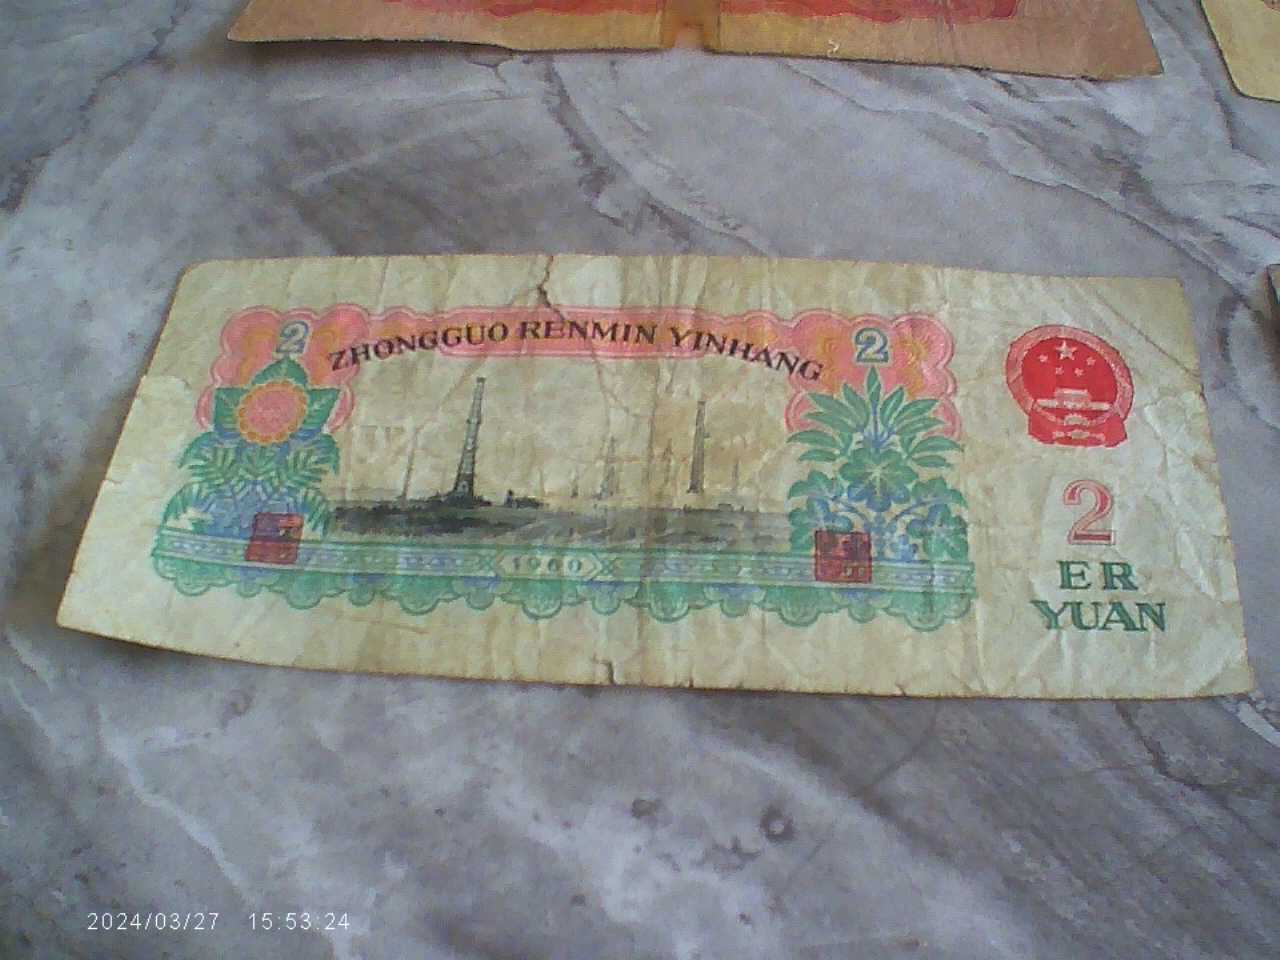 2
ZHONGGUO RENMIN YINHANG
2
1960
2
ER
YUAN
2024/03/27 15:53:24